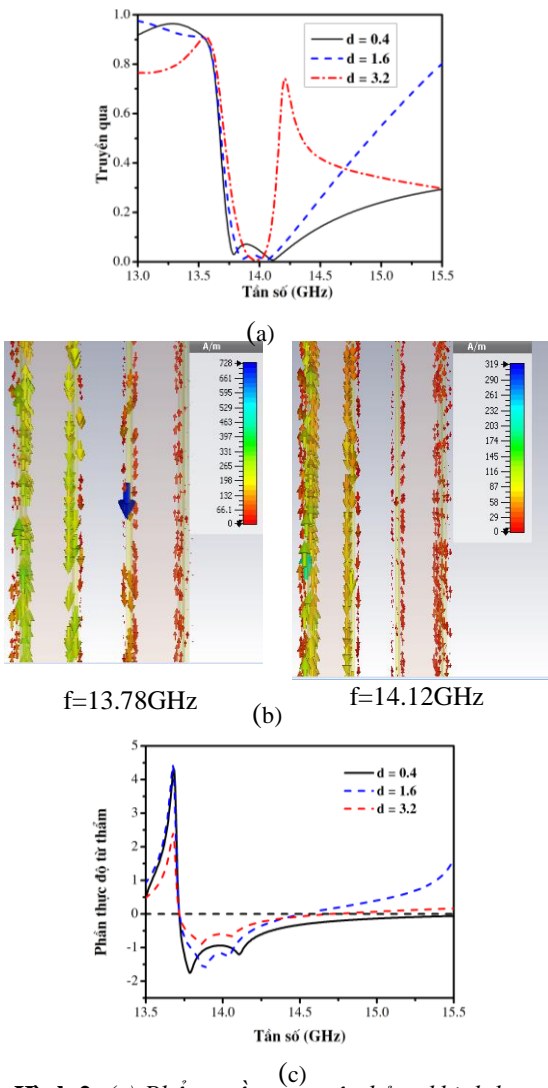 1.0
0.8
0.6
0.4
0.2
0.0
Truyền qua
d = 0.4
d = 1.6
d = 3.2
13.0 13.5 14.0 14.5 15.0 15.5
Tần số (GHz)
(a)
A/m
728
661
595
529
463
397
331
265
198
132
66.1
0
A/m
319
290
261
232
203
174
145
116
87
58
29
0
f=13.78GHz
f=14.12GHz
(b)
5
4
3
2
1
0
-1
-2
Phần thực độ từ thẩm
d = 0.4
d = 1.6
d = 3.2
13.5 14.0 14.5 15.0 15.5
Tần số (GHz)
(c)